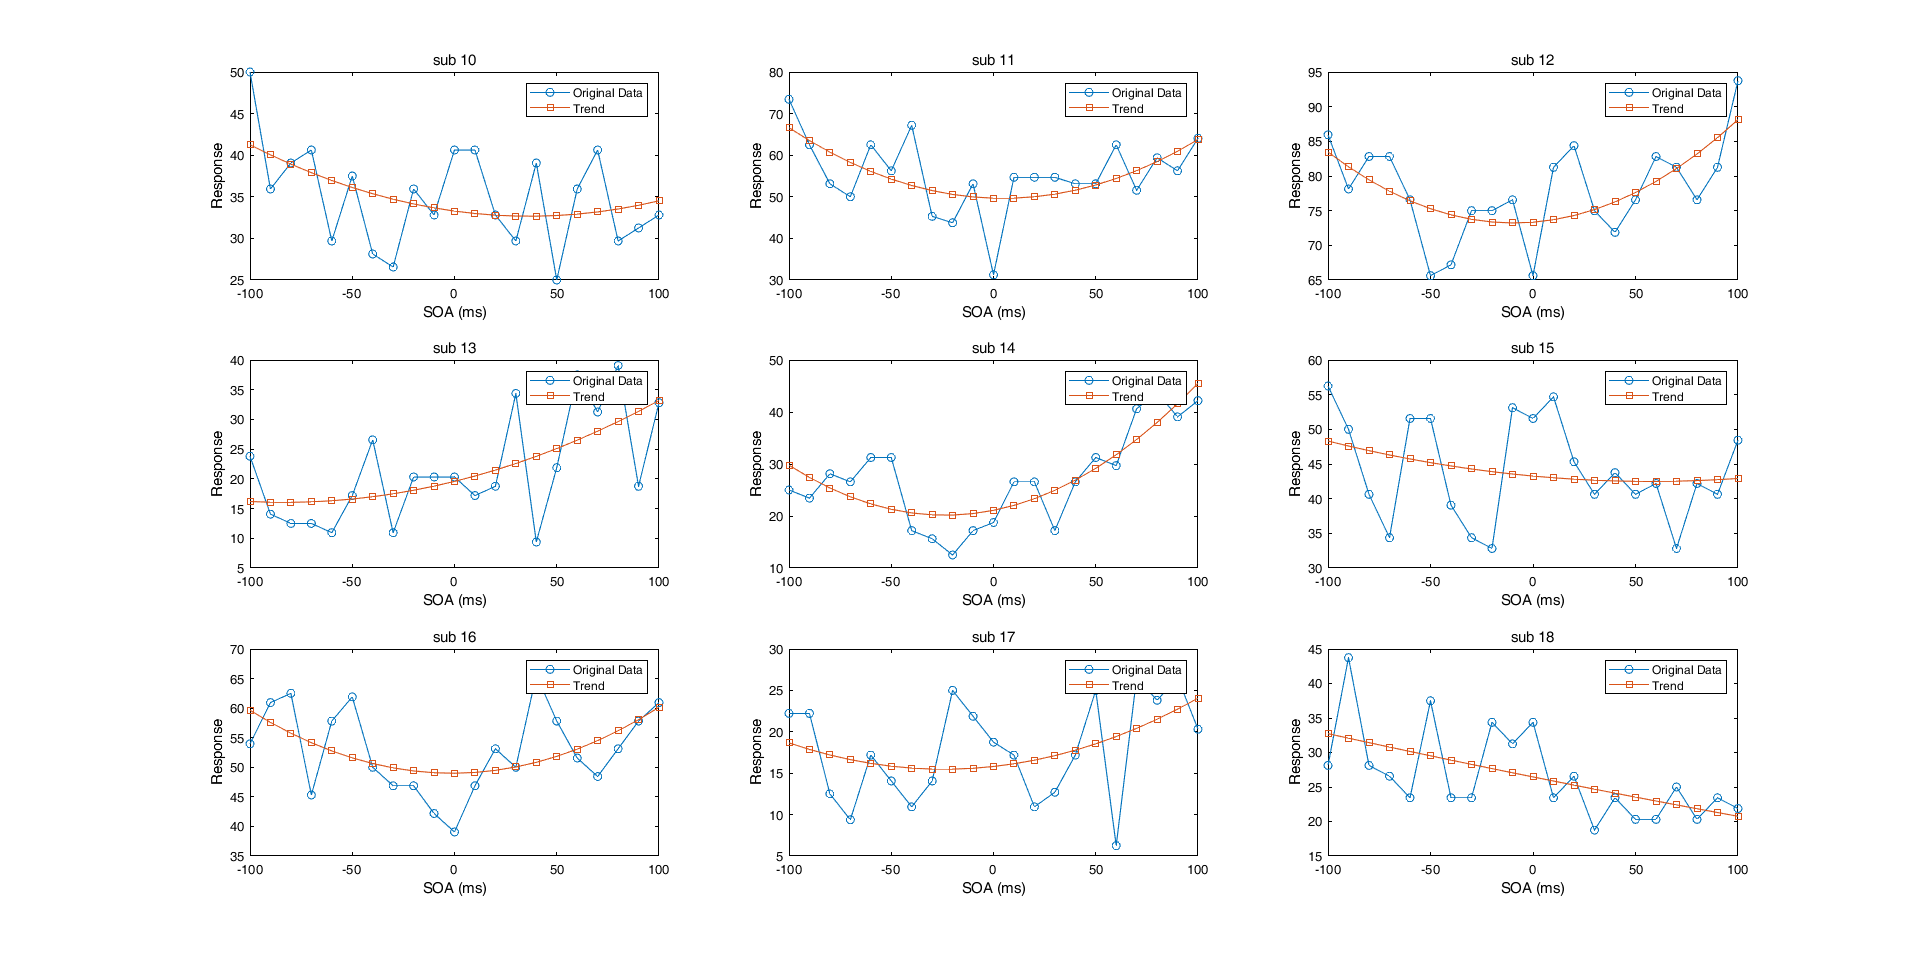 sub 10
50
45
40
35
30
25
Response
-100 -50 0 50 100
SOA (ms)
Original Data
Trend
sub 11
80
70
60
50
40
30
Response
-100 -50 0 50 100
SOA (ms)
Original Data
Trend
sub 12
95
90
85
80
75
70
65
Response
-100 -50 0 50 100
SOA (ms)
Original Data
Trend
sub 13
40
35
30
25
20
15
10
5
Response
-100 -50 0 50 100
SOA (ms)
Original Data
Trend
sub 14
50
40
30
20
10
Response
-100 -50 0 50 100
SOA (ms)
Original Data
Trend
sub 15
60
55
50
45
40
35
30
Response
-100 -50 0 50 100
SOA (ms)
Original Data
Trend
sub 16
70
65
60
55
50
45
40
35
Response
-100 -50 0 50 100
SOA (ms)
Original Data
Trend
sub 17
30
25
20
15
10
5
Response
-100 -50 0 50 100
SOA (ms)
Original Data
Trend
sub 18
45
40
35
30
25
20
15
Response
-100 -50 0 50 100
SOA (ms)
Original Data
Trend